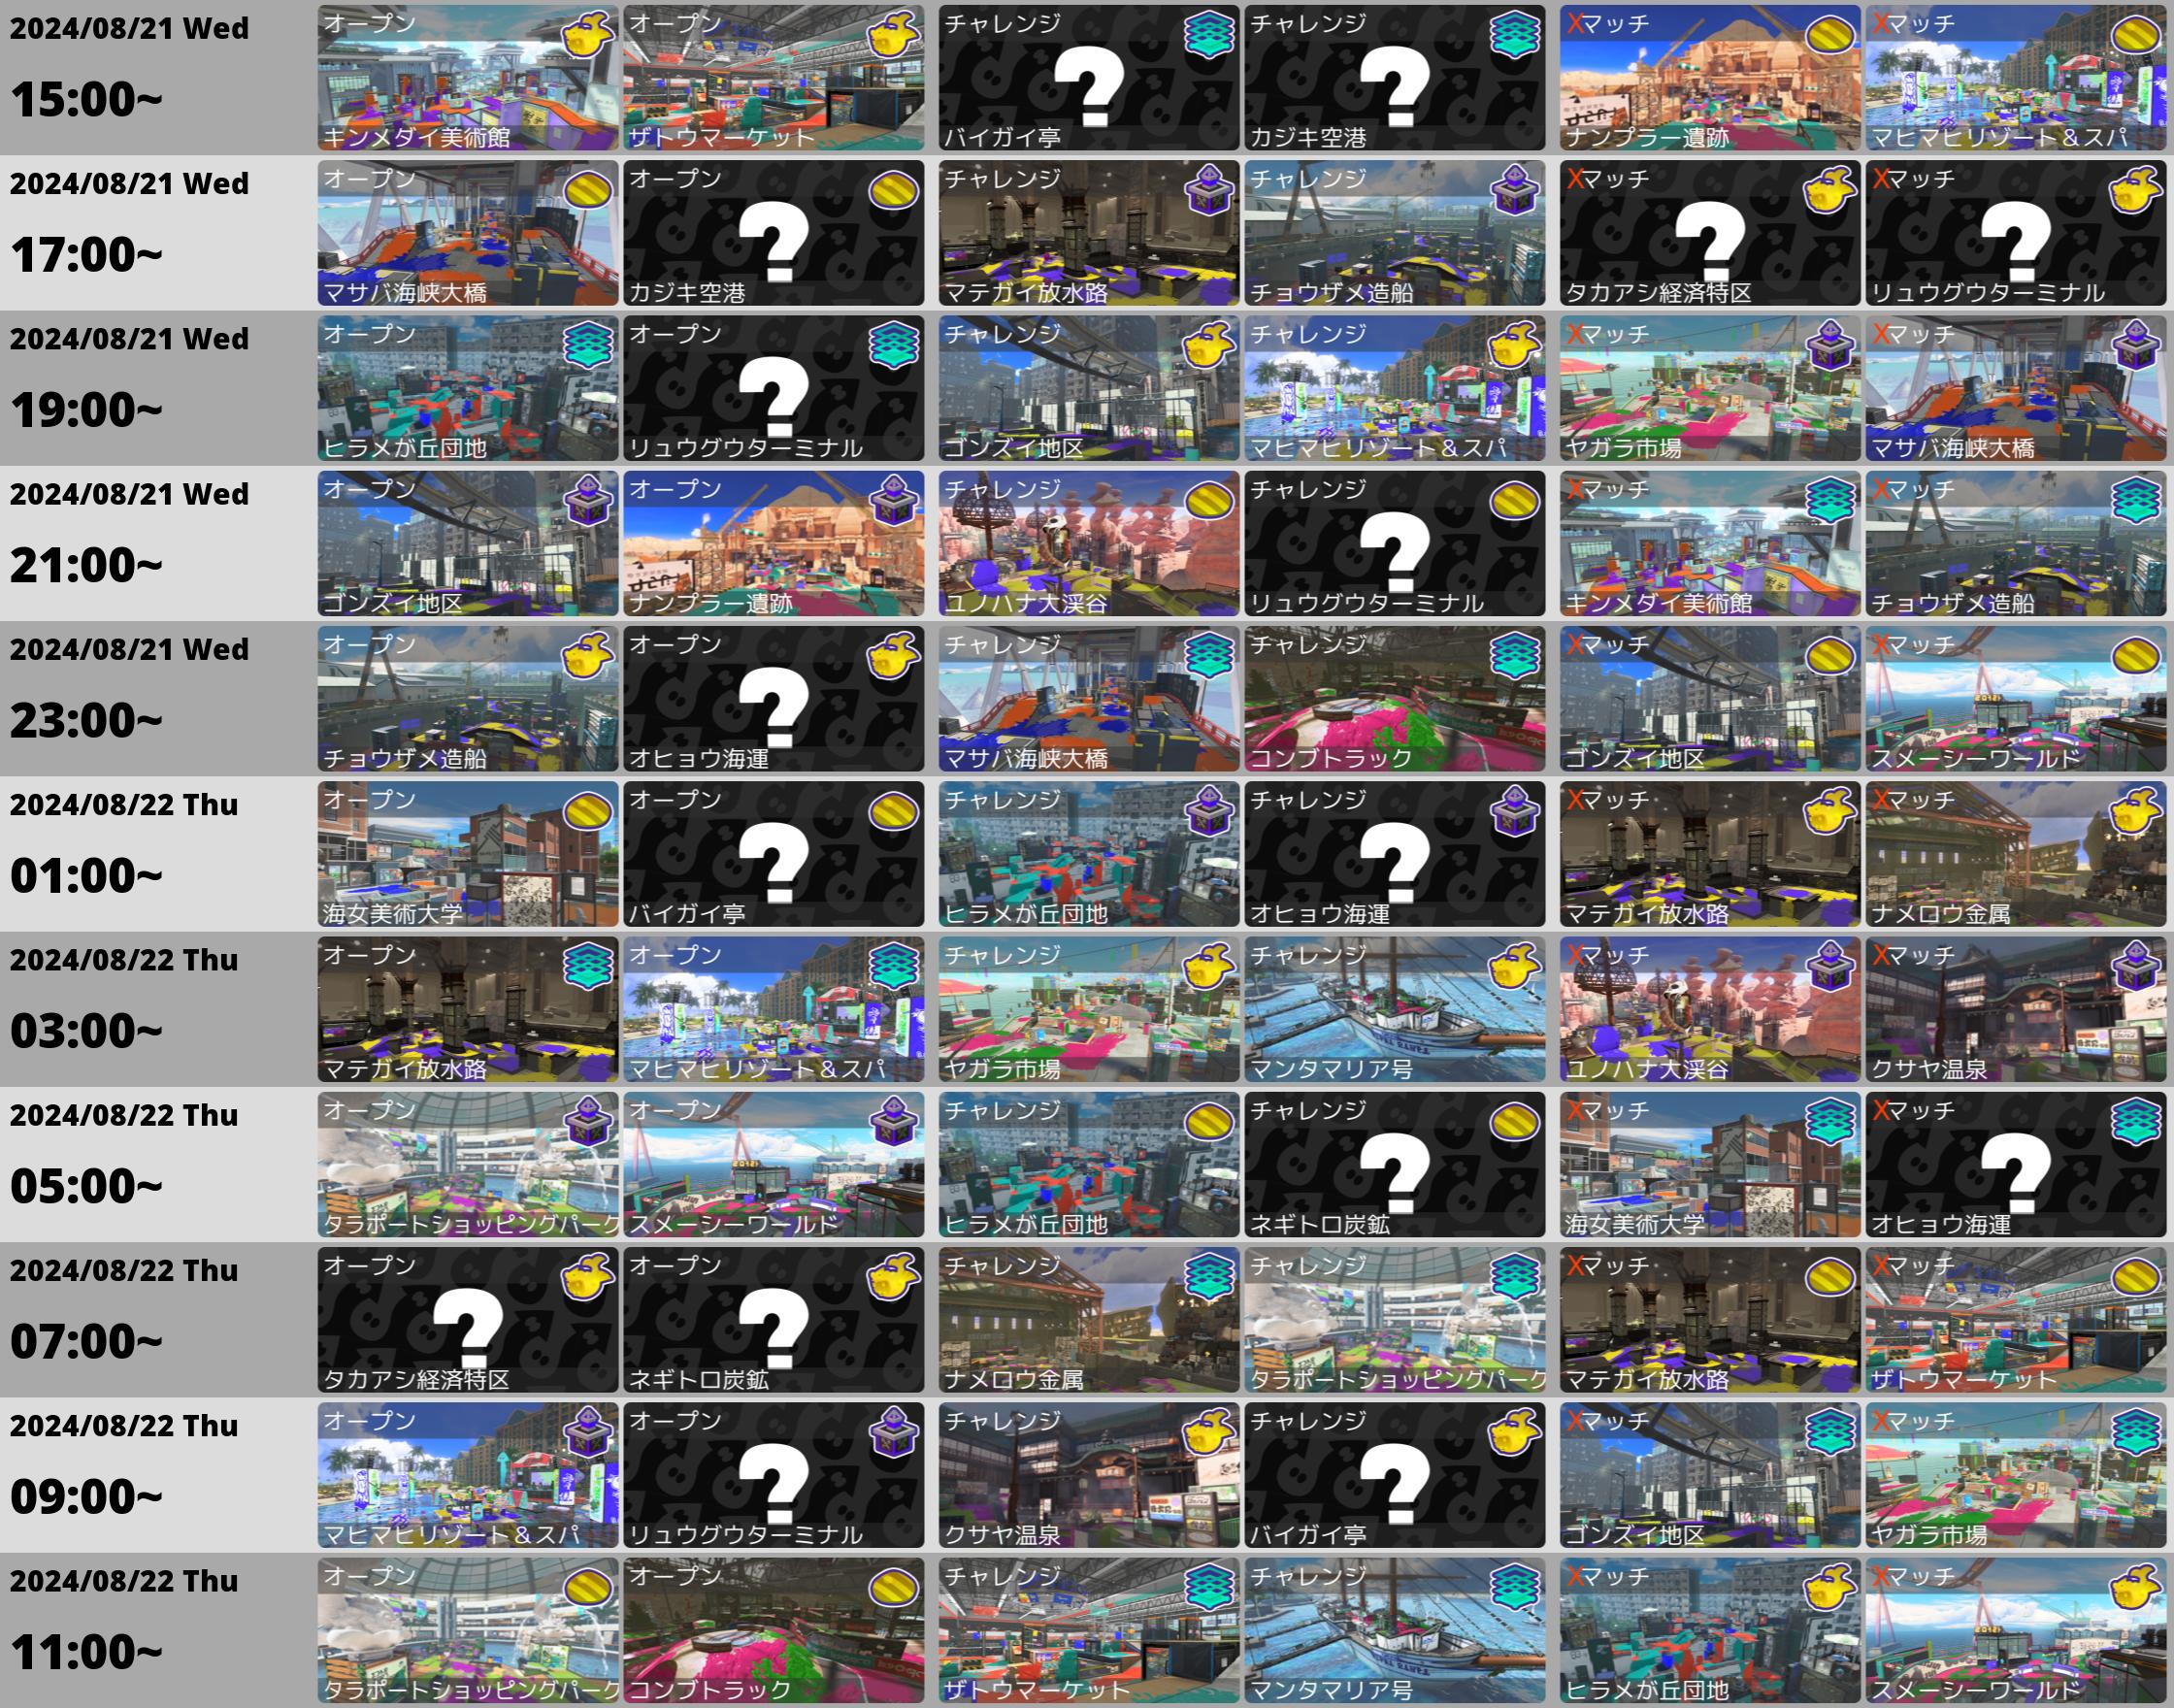 2024/08/21 Wed
15:00~
オープン キンメダイ美術館
オープン ザトウマーケット
チャレンジ バイガイ亭
チャレンジ カジキ空港
Xマッチ ナンプラー遺跡
Xマッチ マヒマヒリゾート＆スパ
2024/08/21 Wed
17:00~
オープン マサバ海峡大橋
オープン カジキ空港
チャレンジ マテガイ放水路
チャレンジ チョウザメ造船
Xマッチ タカアシ経済特区
Xマッチ リュウグウターミナル
2024/08/21 Wed
19:00~
オープン ヒラメが丘団地
オープン リュウグウターミナル
チャレンジ ゴンズイ地区
チャレンジ マヒマヒリゾート＆スパ
Xマッチ ヤガラ市場
Xマッチ マサバ海峡大橋
2024/08/21 Wed
21:00~
オープン ゴンズイ地区
オープン ナンプラー遺跡
チャレンジ ユノハナ大渓谷
チャレンジ リュウグウターミナル
Xマッチ キンメダイ美術館
Xマッチ チョウザメ造船
2024/08/21 Wed
23:00~
オープン チョウザメ造船
オープン オヒョウ海運
チャレンジ マサバ海峡大橋
チャレンジ コンブトラック
Xマッチ ゴンズイ地区
Xマッチ スメーシーワールド
2024/08/22 Thu
01:00~
オープン 海女美術大学
オープン バイガイ亭
チャレンジ ヒラメが丘団地
チャレンジ オヒョウ海運
Xマッチ マテガイ放水路
Xマッチ ナメロウ金属
2024/08/22 Thu
03:00~
オープン マテガイ放水路
オープン マヒマヒリゾート＆スパ
チャレンジ ヤガラ市場
チャレンジ マンタマリア号
Xマッチ ユノハナ大渓谷
Xマッチ クサヤ温泉
2024/08/22 Thu
05:00~
オープン タラポートショッピングパーク
オープン スメーシーワールド
チャレンジ ヒラメが丘団地
チャレンジ ネギトロ炭鉱
Xマッチ 海女美術大学
Xマッチ オヒョウ海運
2024/08/22 Thu
07:00~
オープン タカアシ経済特区
オープン ネギトロ炭鉱
チャレンジ ナメロウ金属
チャレンジ タラポートショッピングパーク
Xマッチ マテガイ放水路
Xマッチ ザトウマーケット
2024/08/22 Thu
09:00~
オープン マヒマヒリゾート＆スパ
オープン リュウグウターミナル
チャレンジ クサヤ温泉
チャレンジ バイガイ亭
Xマッチ ゴンズイ地区
Xマッチ ヤガラ市場
2024/08/22 Thu
11:00~
オープン タラポートショッピングパーク
オープン コンブトラック
チャレンジ ザトウマーケット
チャレンジ マンタマリア号
Xマッチ ヒラメが丘団地
Xマッチ スメーシーワールド